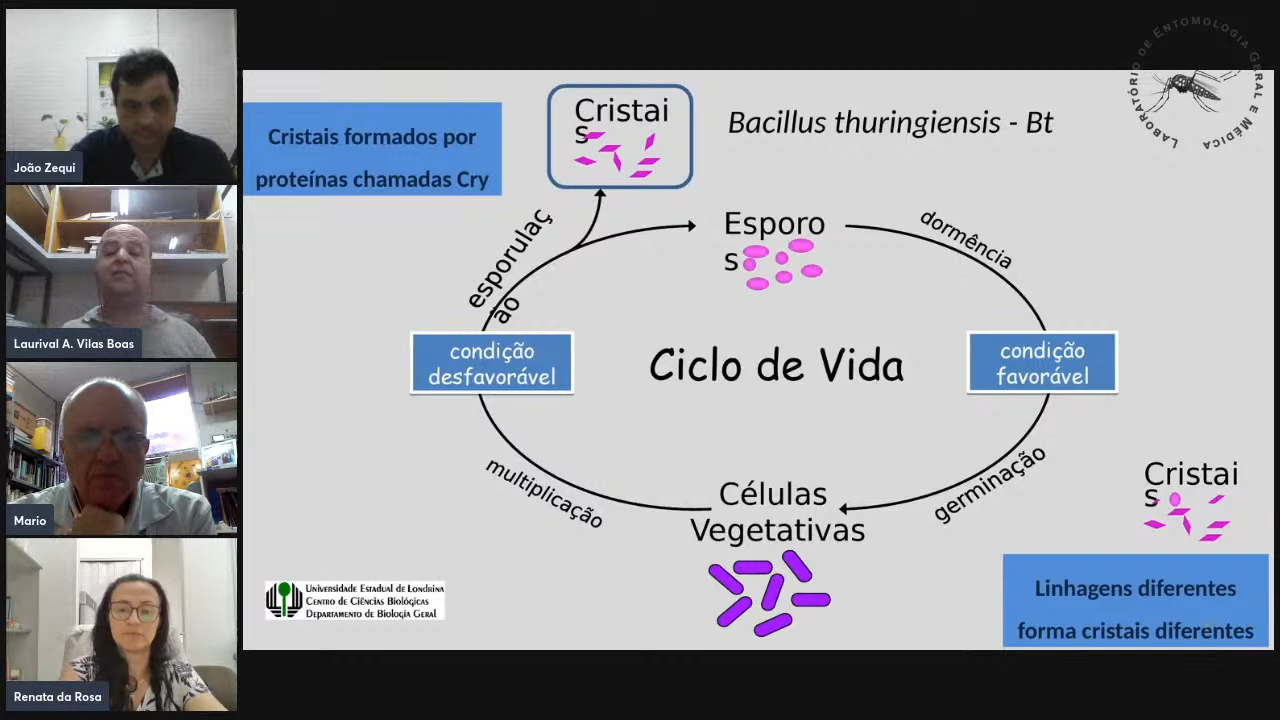 João Zequi
Laurival A. Vilas Boas
Mario
Renata da Rosa
LABORATÓRIO DE ENTOMOLOGIA GERAL E MÉDICA
Bacillus thuringiensis - Bt
Cristais formados por
proteínas chamadas Cry
Cristai
s
esporulaç
ão
Esporo
s
dormência
condição
desfavorável
Ciclo de Vida
condição
favorável
multiplicação
Células
Vegetativas
germinação
Cristai
s
Universidade Estadual de Londrina
Centro de Ciências Biológicas
Departamento de Biologia Geral
Linhagens diferentes
forma cristais diferentes